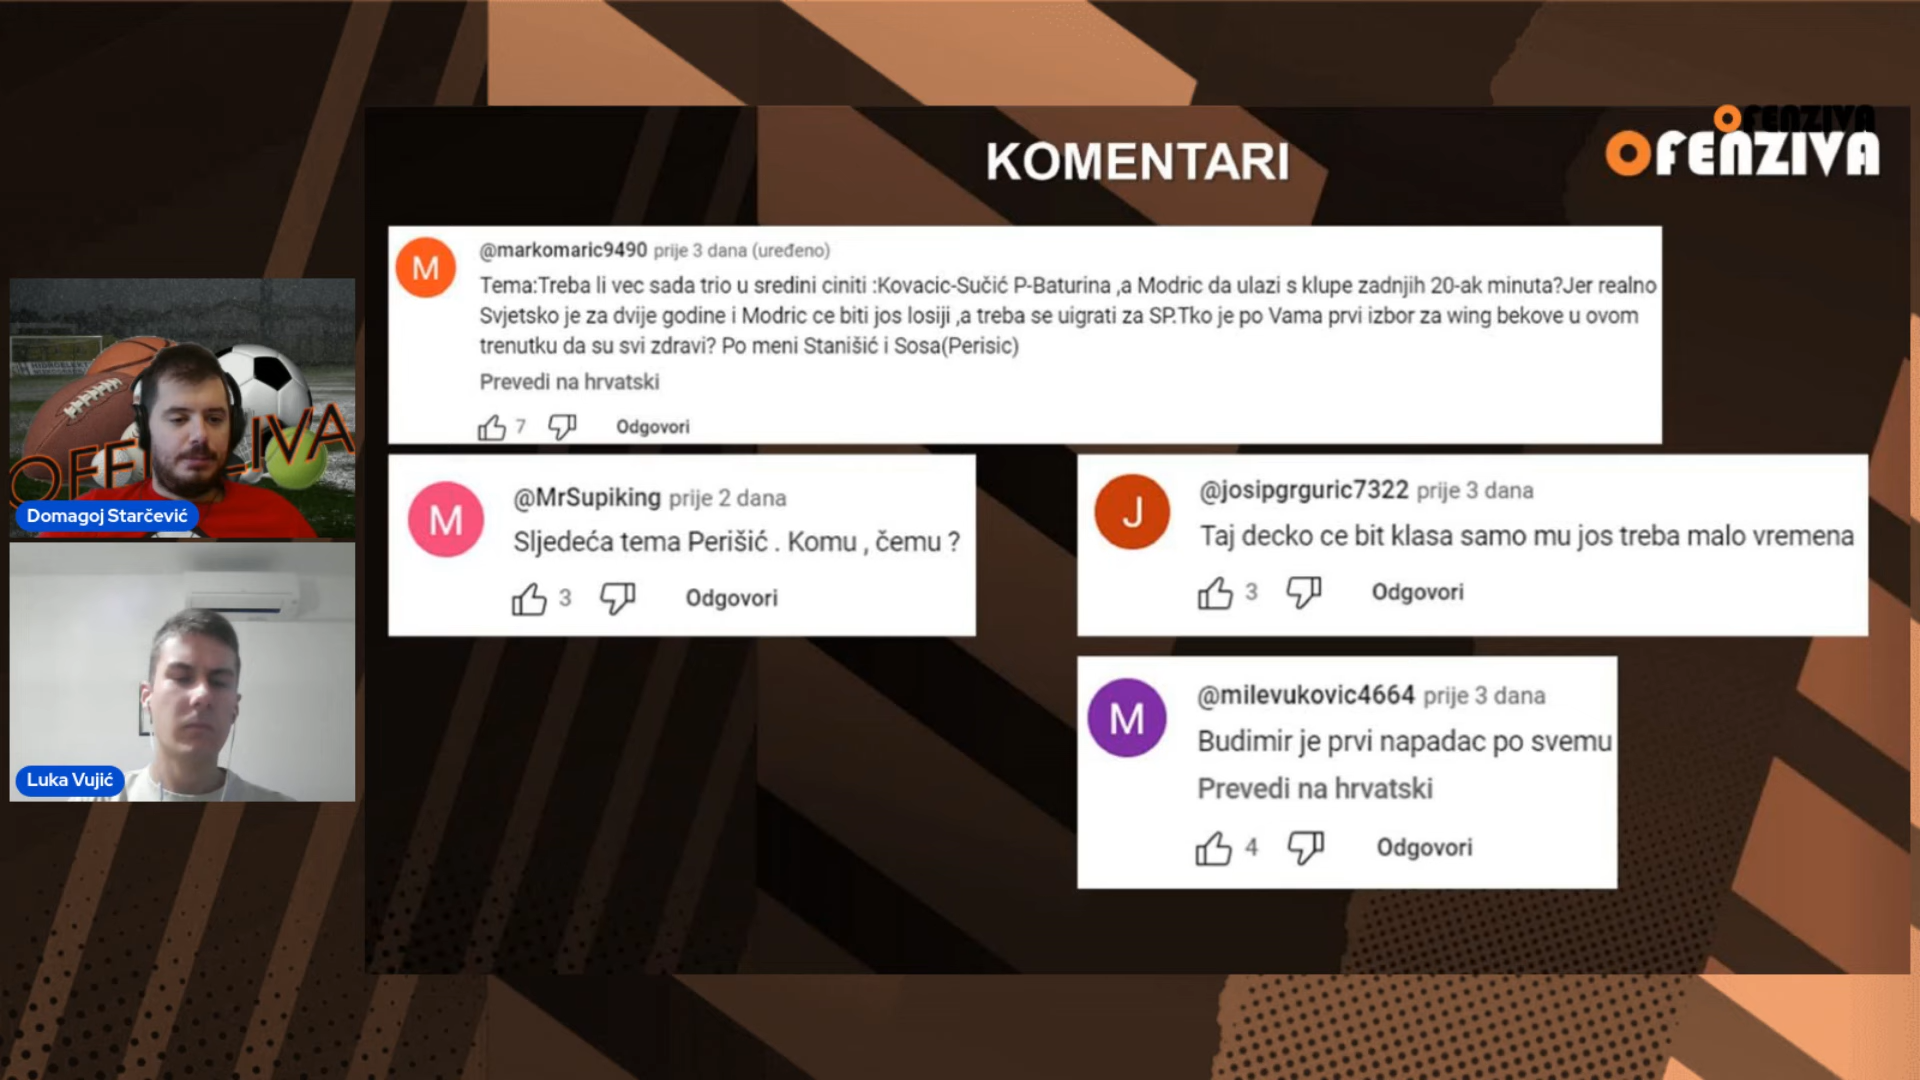 OFENZIVA
KOMENTARI
OFENZIVA
@markomaric9490 prije 3 dana (uređeno)
M
Tema:Treba li vec sada trio u sredini ciniti :Kovacic-Sučić P-Baturina ,a Modric da ulazi s klupe zadnjih 20-ak minuta?Jer realno
Svjetsko je za dvije godine i Modric ce biti jos losiji ,a treba se uigrati za SP.Tko je po Vama prvi izbor za wing bekove u ovom
trenutku da su svi zdravi? Po meni Stanišić i Sosa(Perisic)
Prevedi na hrvatski
7 Odgovori
M
@MrSupiking prije 2 dana
Sljedeća tema Perišić . Komu , čemu ?
3 Odgovori
J
@josipgrguric7322 prije 3 dana
Taj decko ce bit klasa samo mu jos treba malo vremena
3 Odgovori
M
@milevukovic4664 prije 3 dana
Budimir je prvi napadac po svemu
Prevedi na hrvatski
4 Odgovori
Domagoj Starčević
Luka Vujić